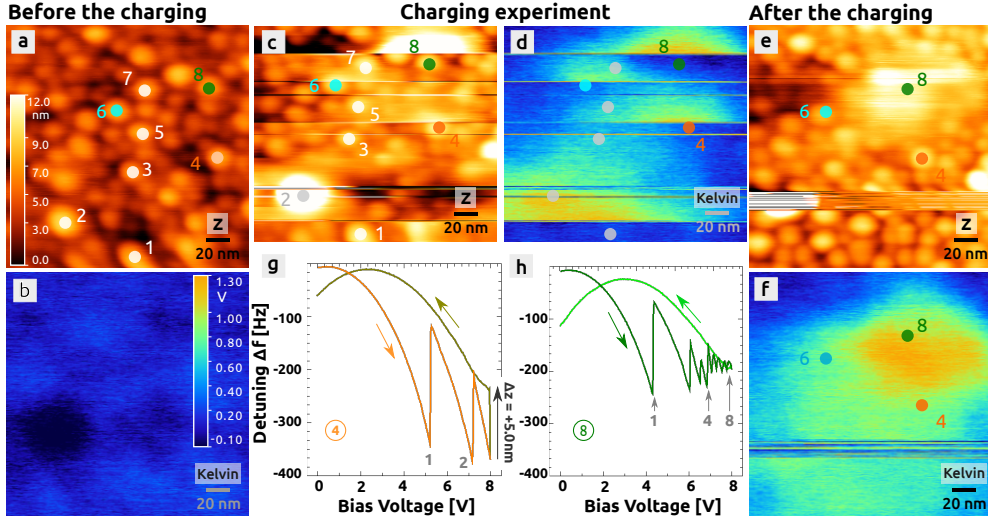 Before the charging
Charging experiment
After the charging
a
7
8
6
5
4
3
2
1
12.0
nm
9.0
7.5
6.0
4.5
3.0
0.0
z
20 nm
c
7
8
6
5
4
3
2
1
z
20 nm
d
8
4
Kelvin
20 nm
e
8
6
4
z
20 nm
b
1.30
V
1.00
0.80
0.60
0.40
0.20
-0.10
Kelvin
20 nm
g
Detuning Δf [Hz]
-100
-200
-300
-400
4
1
2
Δz = +5.0nm
0
2
4
6
8
Bias Voltage [V]
h
-100
-200
-300
-400
8
1
4
8
0
2
4
6
8
Bias Voltage [V]
f
8
6
4
Kelvin
20 nm